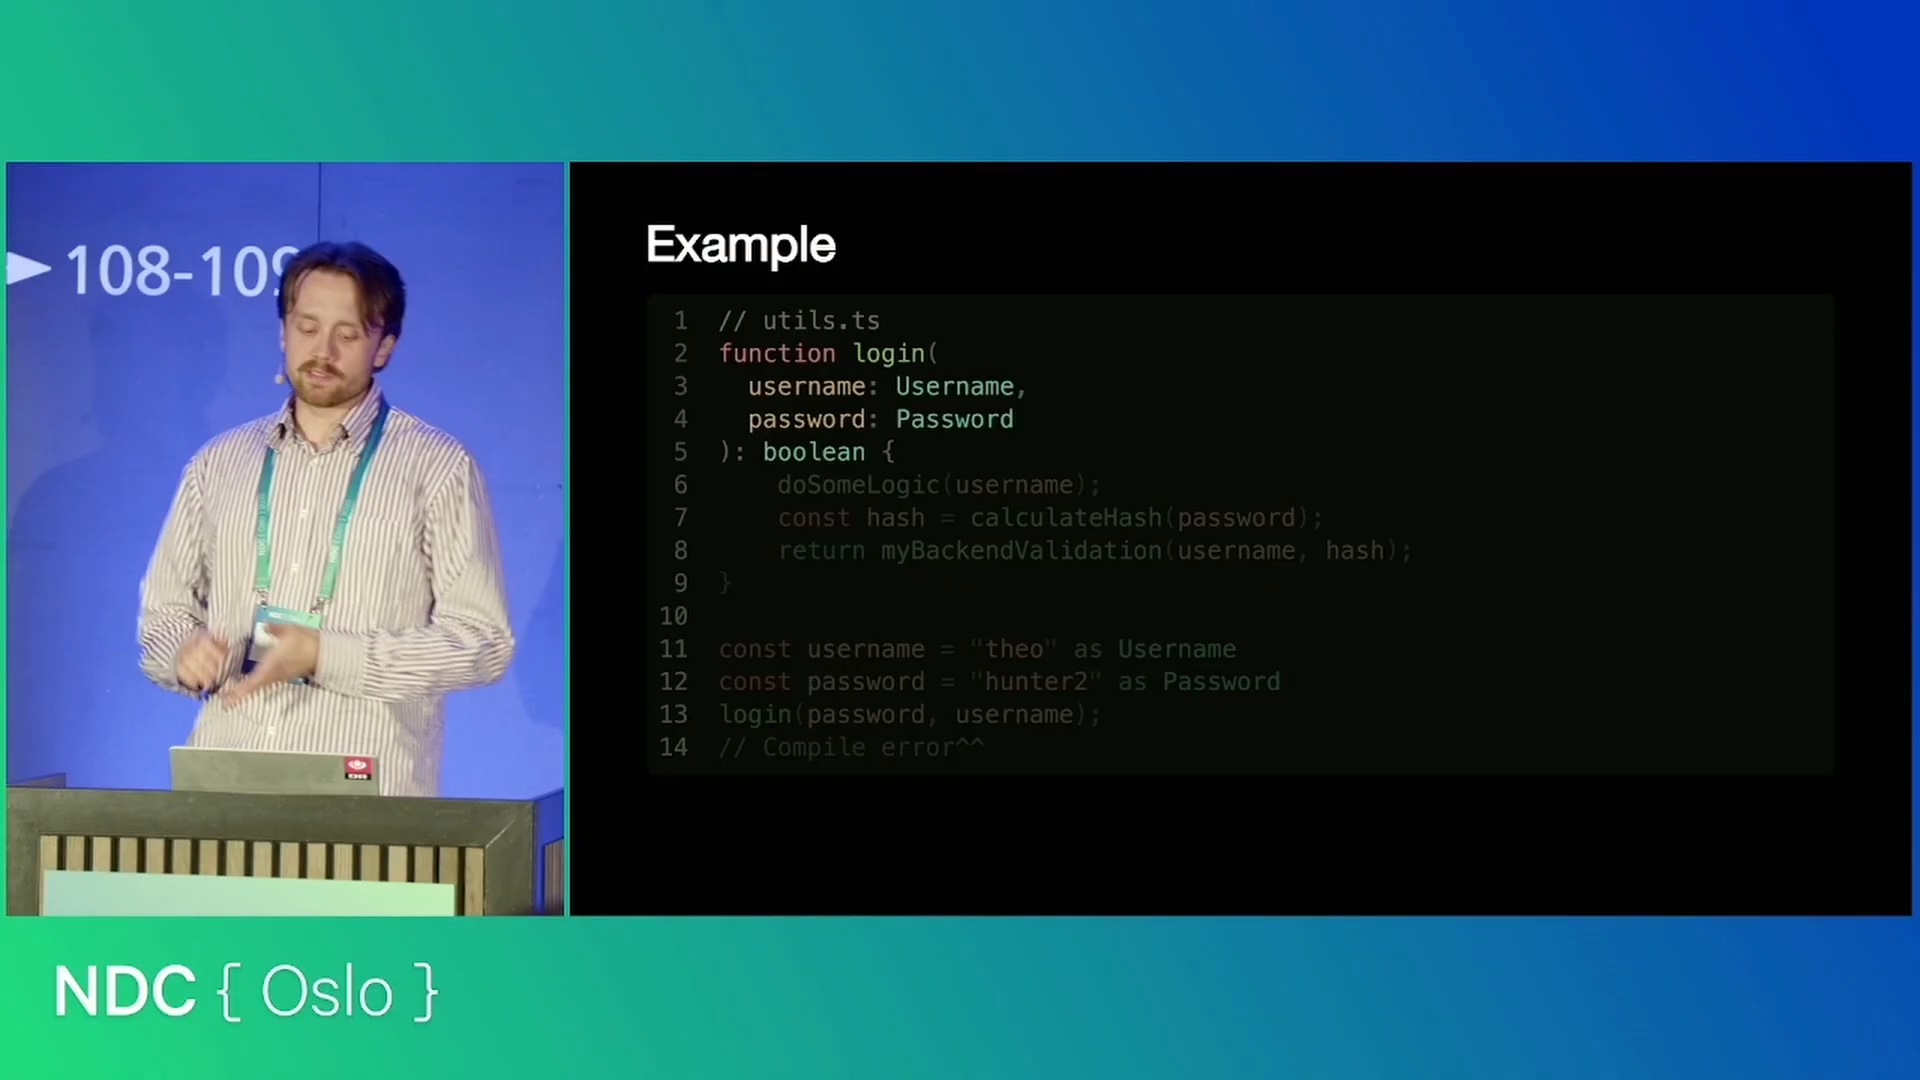 108-109
Example
1 // utils.ts
2 function login(
3   username: Username,
4   password: Password
5 ): boolean {
6     doSomeLogic(username);
7     const hash = calculateHash(password);
8     return myBackendValidation(username, hash);
9 }
10
11 const username = "theo" as Username
12 const password = "hunter2" as Password
13 login(password, username);
14 // Compile error^^
NDC { Oslo }